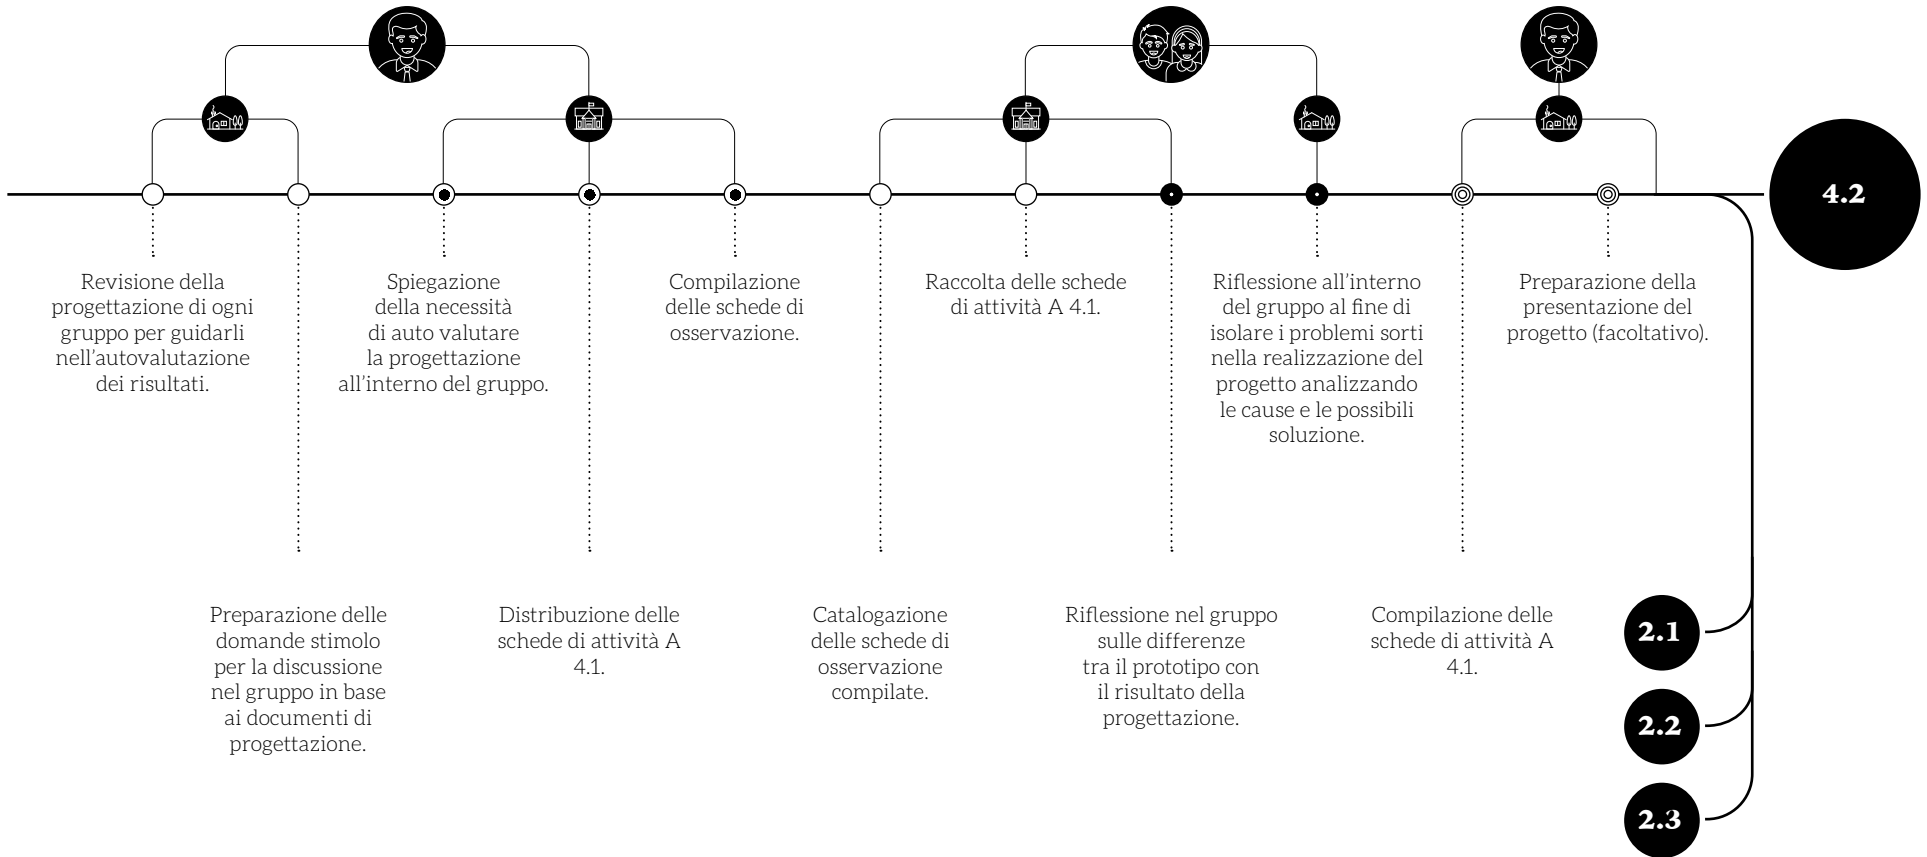 4.2
Revisione della
progettazione di ogni
gruppo per guidarli
nell'autovalutazione
dei risultati.
Spiegazione
della necessità
di auto valutare
la progettazione
all'interno del gruppo.
Compilazione
delle schede di
osservazione.
Raccolta delle schede
di attività A 4.1.
Riflessione all'interno
del gruppo al fine di
isolare i problemi sorti
nella realizzazione del
progetto analizzando
le cause e le possibili
soluzione.
Preparazione della
presentazione del
progetto (facoltativo).
Preparazione delle
domande stimolo
per la discussione
nel gruppo in base
ai documenti di
progettazione.
Distribuzione delle
schede di attività A
4.1.
Catalogazione
delle schede di
osservazione
compilate.
Riflessione nel gruppo
sulle differenze
tra il prototipo con
il risultato della
progettazione.
Compilazione delle
schede di attività A
4.1.
2.1
2.2
2.3